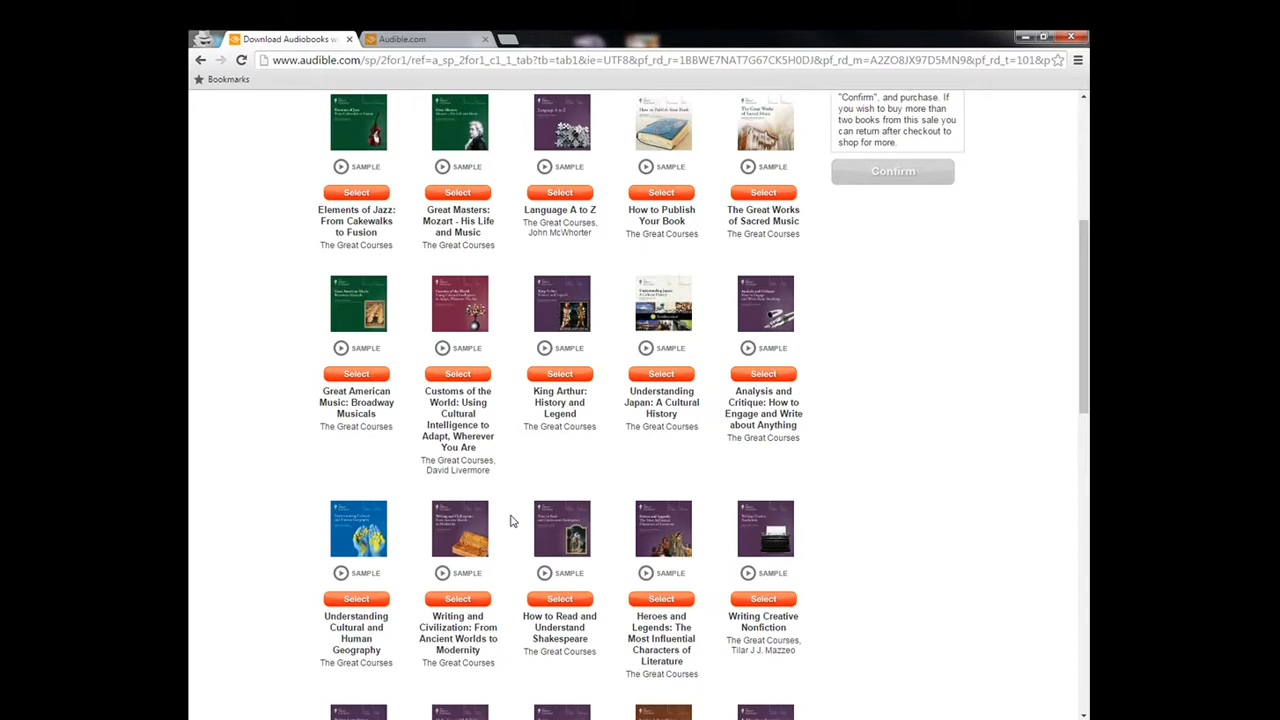 Download Audiobooks w
Audible.com
www.audible.com/sp/2for1/ref=a_sp_2for1_c1_1_tab?tb=tab1&ie=UTF8&pf_rd_r=1BBWE7NAT7G67CK5H0DJ&pf_rd_m=A2ZO8JX97D5MN9&pf_rd_t=101&p
Bookmarks
"Confirm", and purchase. If
you wish to buy more than
two books from this sale you
can return after checkout to
shop for more.
Confirm
Language A to Z
How to Publish Your Book
SAMPLE SAMPLE SAMPLE SAMPLE SAMPLE
Select Select Select Select Select
Elements of Jazz:
From Cakewalks
to Fusion
The Great Courses
Great Masters:
Mozart - His Life
and Music
The Great Courses
Language A to Z
The Great Courses,
John McWhorter
How to Publish
Your Book
The Great Courses
The Great Works
of Sacred Music
The Great Courses
SAMPLE SAMPLE SAMPLE SAMPLE SAMPLE
Select Select Select Select Select
Great American
Music: Broadway
Musicals
The Great Courses
Customs of the
World: Using
Cultural
Intelligence to
Adapt, Wherever
You Are
The Great Courses,
David Livermore
King Arthur:
History and
Legend
The Great Courses
Understanding
Japan: A Cultural
History
The Great Courses
Analysis and
Critique: How to
Engage and Write
about Anything
The Great Courses
SAMPLE SAMPLE SAMPLE SAMPLE SAMPLE
Select Select Select Select Select
Understanding
Cultural and
Human
Geography
The Great Courses
Writing and
Civilization: From
Ancient Worlds to
Modernity
The Great Courses
How to Read and
Understand
Shakespeare
The Great Courses
Heroes and
Legends: The
Most Influential
Characters of
Literature
The Great Courses
Writing Creative
Nonfiction
The Great Courses,
Tilar J J. Mazzeo